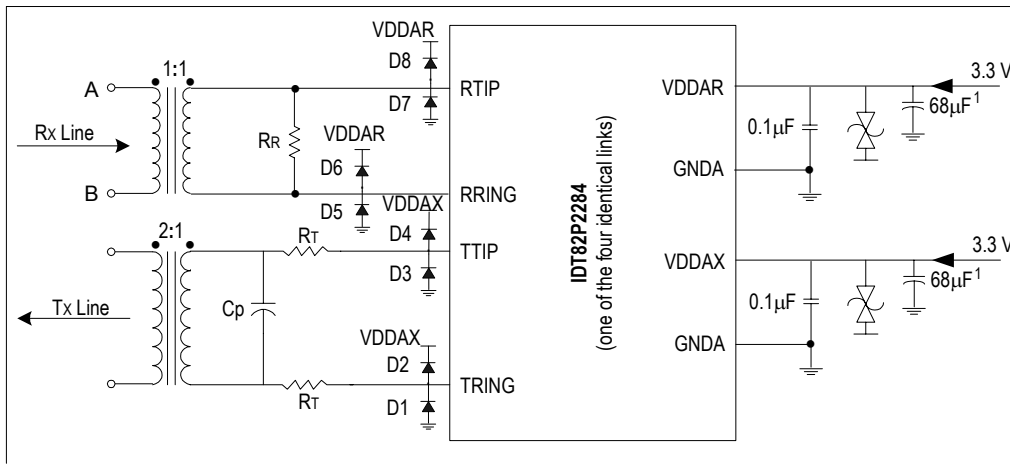 VDDAR
D8
1:1
A
RTIP
VDDAR
3.3 V
D7
68µF1
Rx Line
RR
VDDAR
0.1µF
D6
GNDA
B
RRING
D5
VDDAX
2:1
RT
D4
TTIP
VDDAX
3.3 V
D3
68µF1
Tx Line
Cp
0.1µF
VDDAX
D2
GNDA
TRING
RT
D1
IDT82P2284
(one of the four identical links)